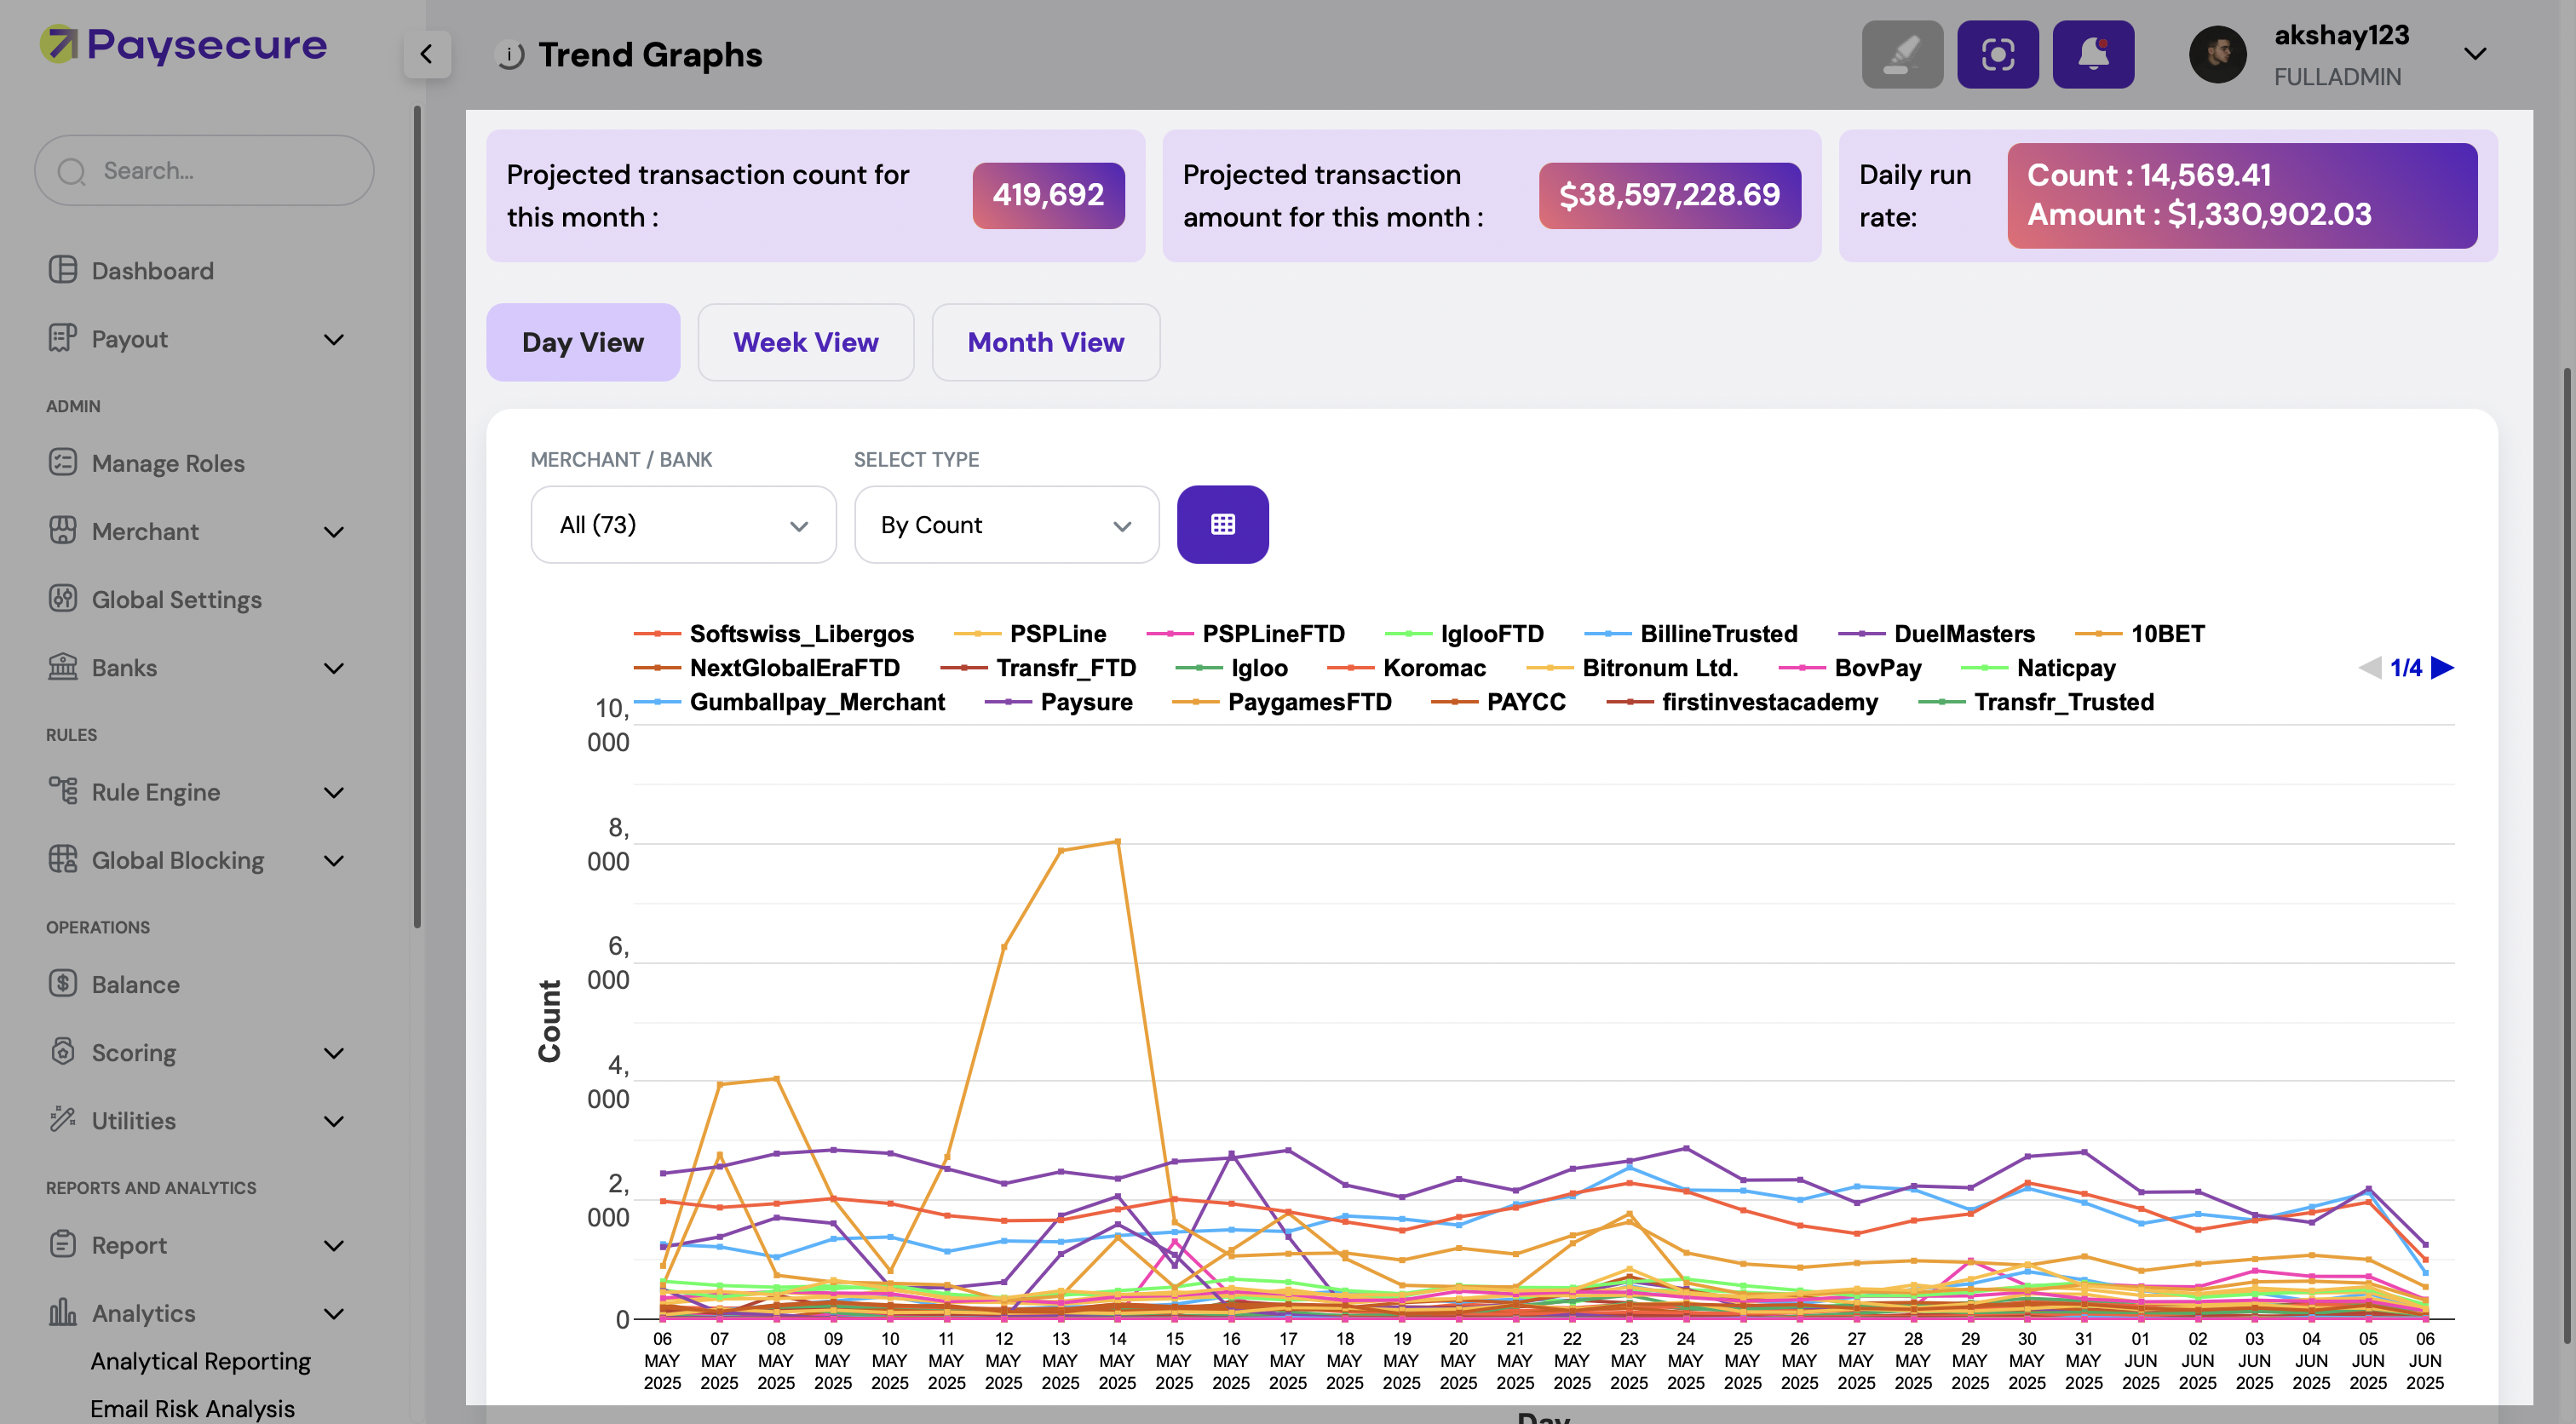 Paysecure
Trend Graphs
akshay123
FULLADMIN
Search...
Dashboard
Payout
ADMIN
Manage Roles
Merchant
Global Settings
Banks
RULES
Rule Engine
Global Blocking
OPERATIONS
Balance
Scoring
Utilities
REPORTS AND ANALYTICS
Report
Analytics
Analytical Reporting
Email Risk Analysis
Projected transaction count for
this month :
419,692
Projected transaction
amount for this month :
$38,597,228.69
Daily run
rate:
Count : 14,569.41
Amount : $1,330,902.03
Day View Week View Month View
MERCHANT / BANK SELECT TYPE
All (73) By Count
Softswiss_Libergos PSPLine PSPLineFTD IglooFTD BillineTrusted DuelMasters 10BET
NextGlobalEraFTD Transfr_FTD Igloo Koromac Bitronum Ltd. BovPay Naticpay
1/4
Gumballpay_Merchant Paysure PaygamesFTD PAYCC firstinvestacademy Transfr_Trusted
10,
000
8,
000
6,
000
4,
000
2,
000
0
Count
06 07 08 09 10 11 12 13 14 15 16 17 18 19 20 21 22 23 24 25 26 27 28 29 30 31 01 02 03 04 05 06
MAY MAY MAY MAY MAY MAY MAY MAY MAY MAY MAY MAY MAY MAY MAY MAY MAY MAY MAY MAY MAY MAY MAY MAY MAY MAY JUN JUN JUN JUN JUN JUN
2025 2025 2025 2025 2025 2025 2025 2025 2025 2025 2025 2025 2025 2025 2025 2025 2025 2025 2025 2025 2025 2025 2025 2025 2025 2025 2025 2025 2025 2025 2025 2025
Day